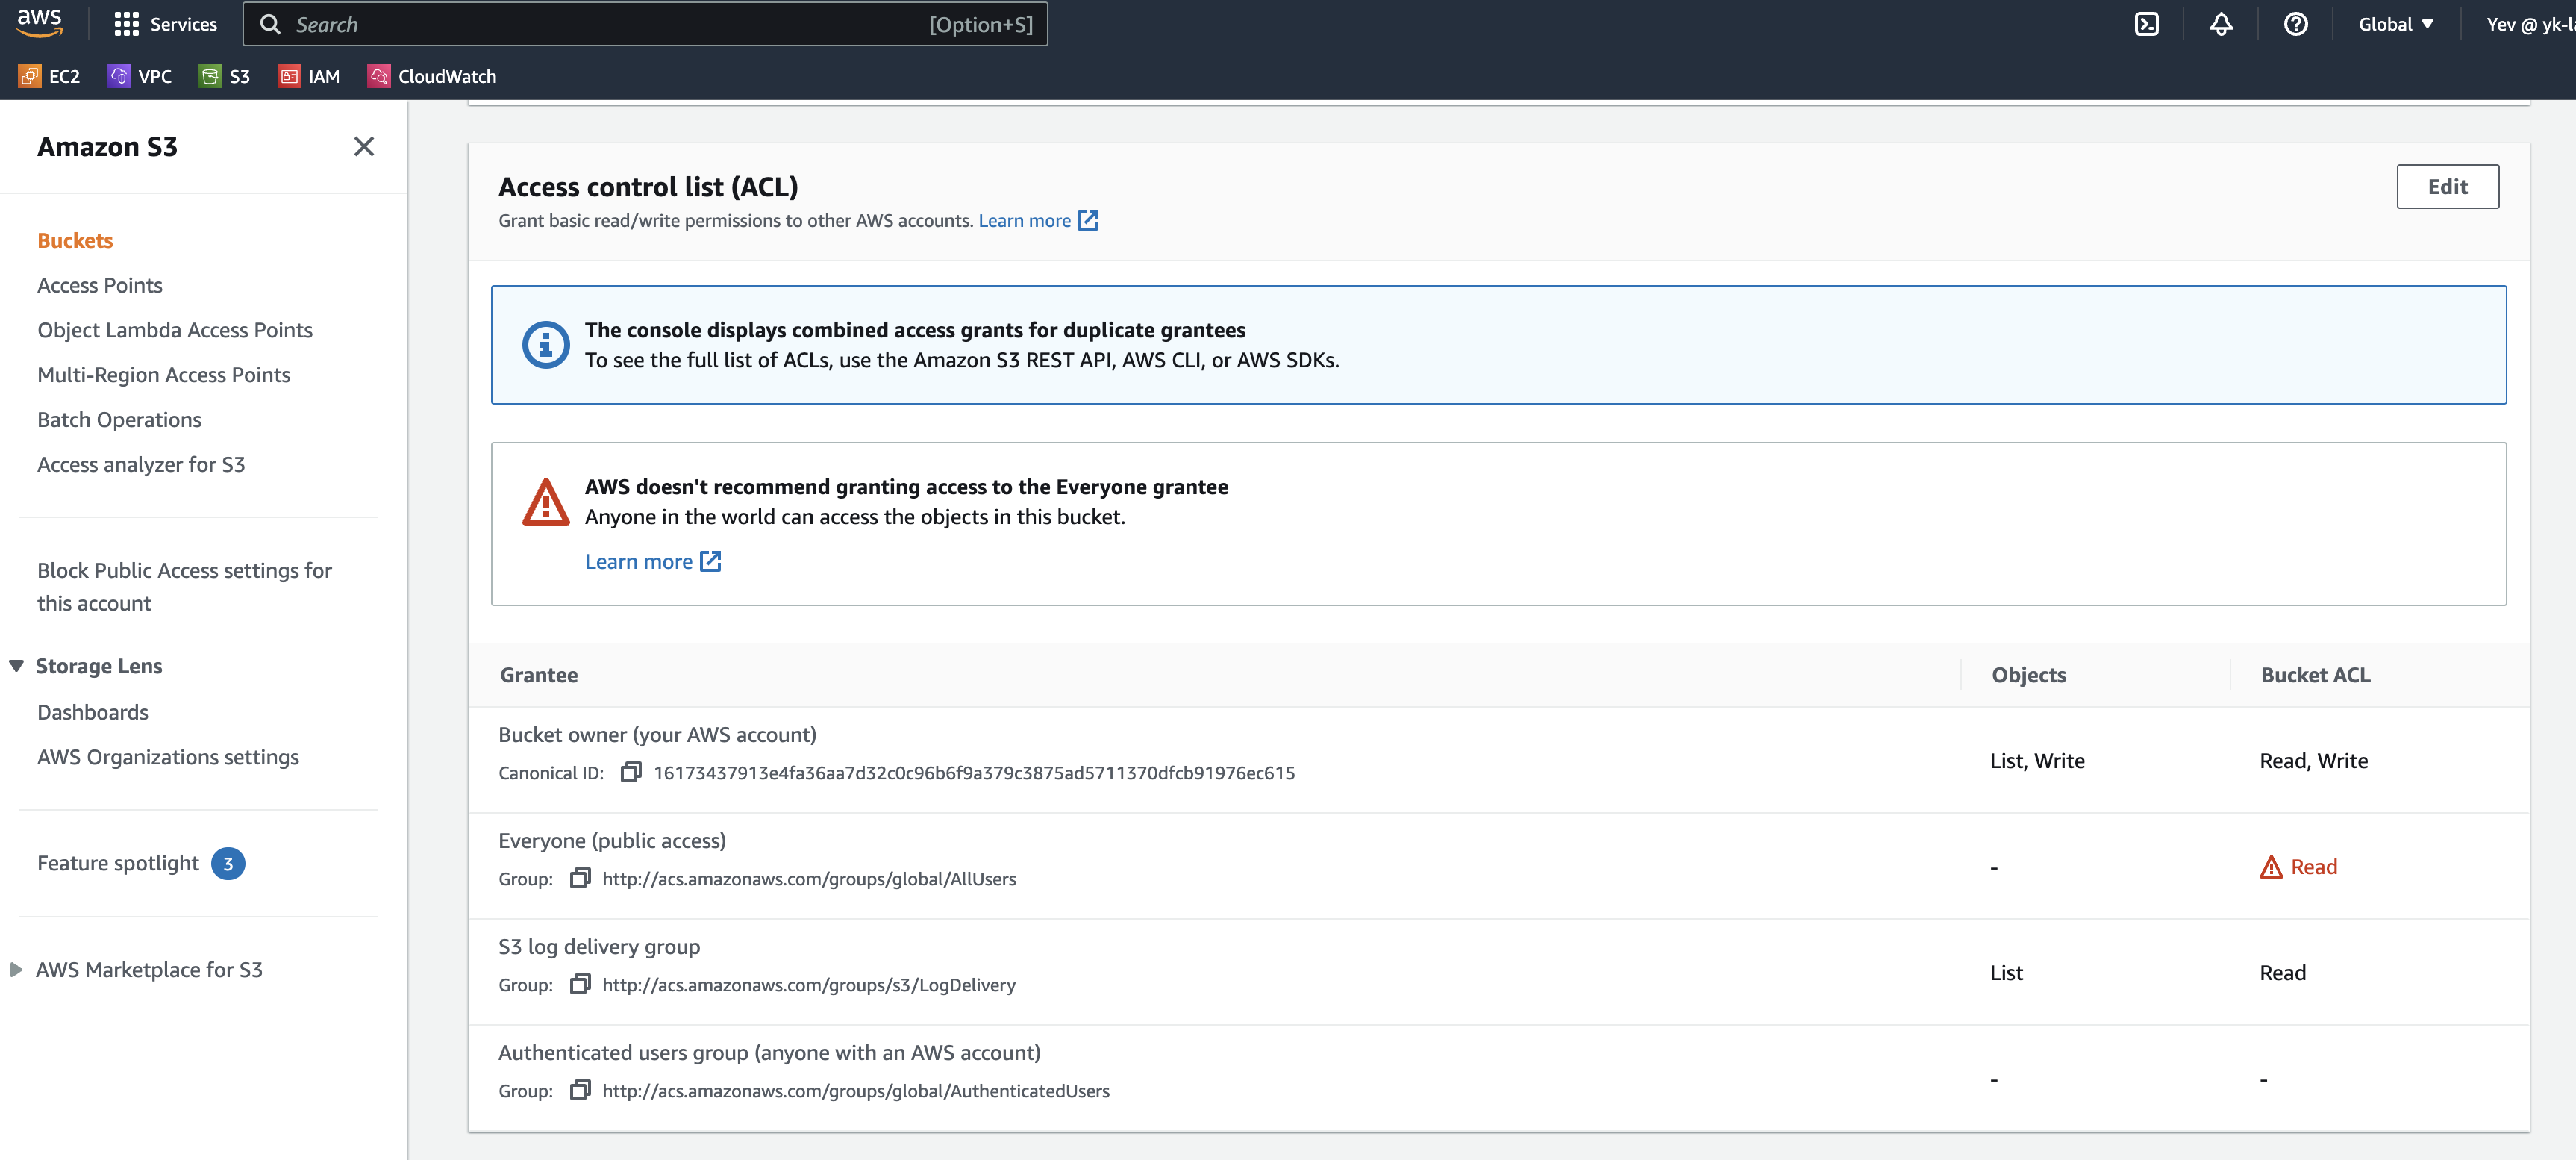 aws
Services
Search [Option+S]
Global
Yev @ yk-la
EC2
VPC
S3
IAM
CloudWatch
Amazon S3
Buckets
Access Points
Object Lambda Access Points
Multi-Region Access Points
Batch Operations
Access analyzer for S3
Block Public Access settings for
this account
Storage Lens
Dashboards
AWS Organizations settings
Feature spotlight 3
AWS Marketplace for S3
Access control list (ACL)
Edit
Grant basic read/write permissions to other AWS accounts. Learn more
The console displays combined access grants for duplicate grantees
To see the full list of ACLs, use the Amazon S3 REST API, AWS CLI, or AWS SDKs.
AWS doesn't recommend granting access to the Everyone grantee
Anyone in the world can access the objects in this bucket.
Learn more
Grantee Objects Bucket ACL
Bucket owner (your AWS account)
Canonical ID: 16173437913e4fa36aa7d32c0c96b6f9a379c3875ad5711370dfcb91976ec615
List, Write Read, Write
Everyone (public access)
Group: http://acs.amazonaws.com/groups/global/AllUsers
- Read
S3 log delivery group
Group: http://acs.amazonaws.com/groups/s3/LogDelivery
List Read
Authenticated users group (anyone with an AWS account)
Group: http://acs.amazonaws.com/groups/global/AuthenticatedUsers
- -